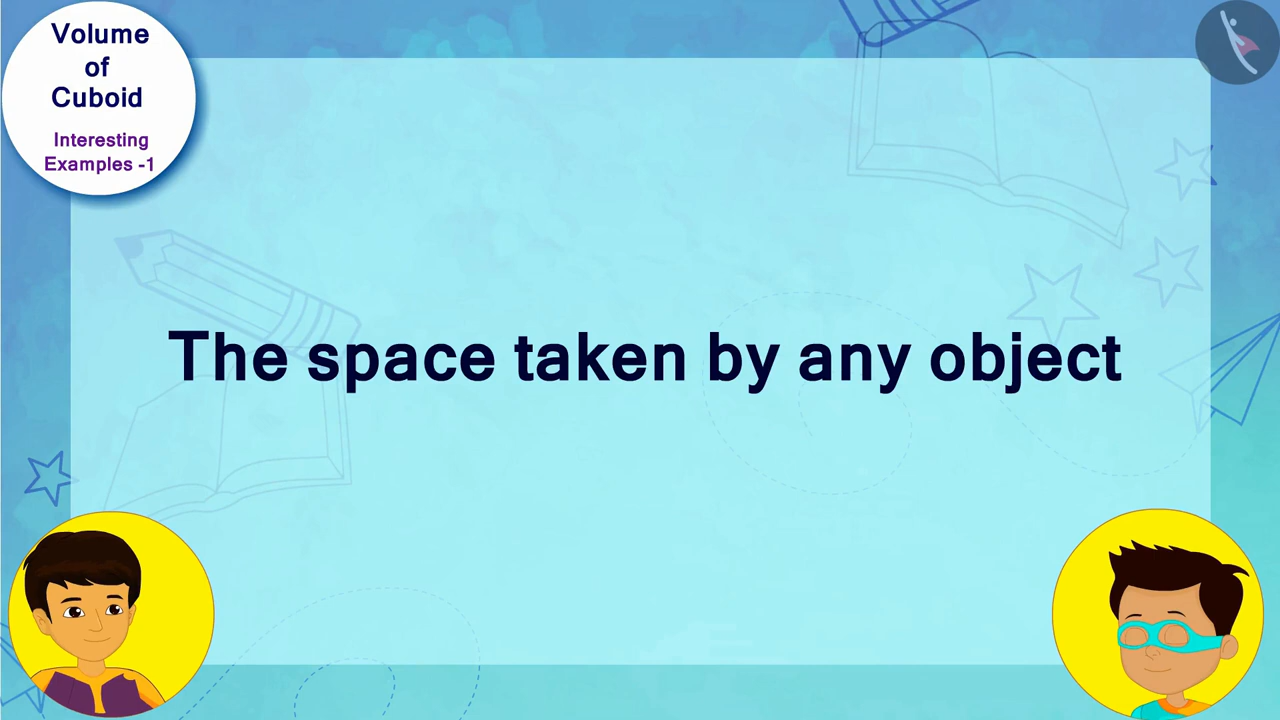 Volume
of
Cuboid
Interesting
Examples -1
The space taken by any object